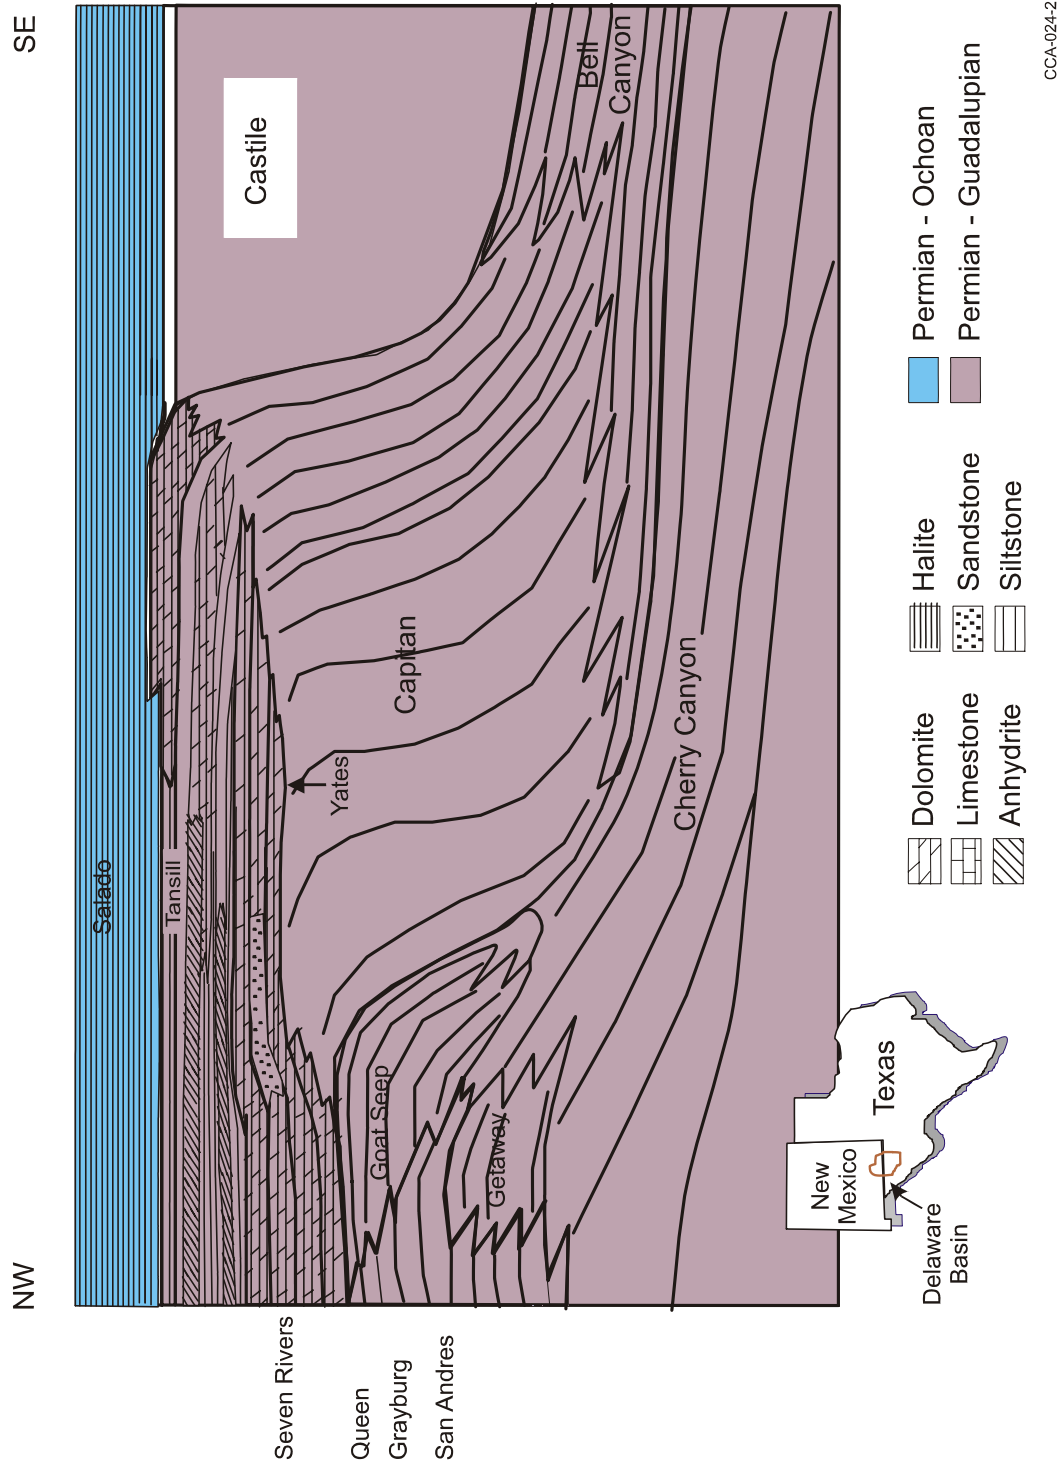 NW
SE
Salado
Tansill
Castile
Yates
Capitan
Bell
Canyon
Goat Seep
Getaway
Cherry Canyon
Seven Rivers
Queen
Grayburg
San Andres
New
Mexico
Texas
Delaware
Basin
Dolomite
Limestone
Anhydrite
Halite
Sandstone
Siltstone
Permian - Ochoan
Permian - Guadalupian
CCA-024-2